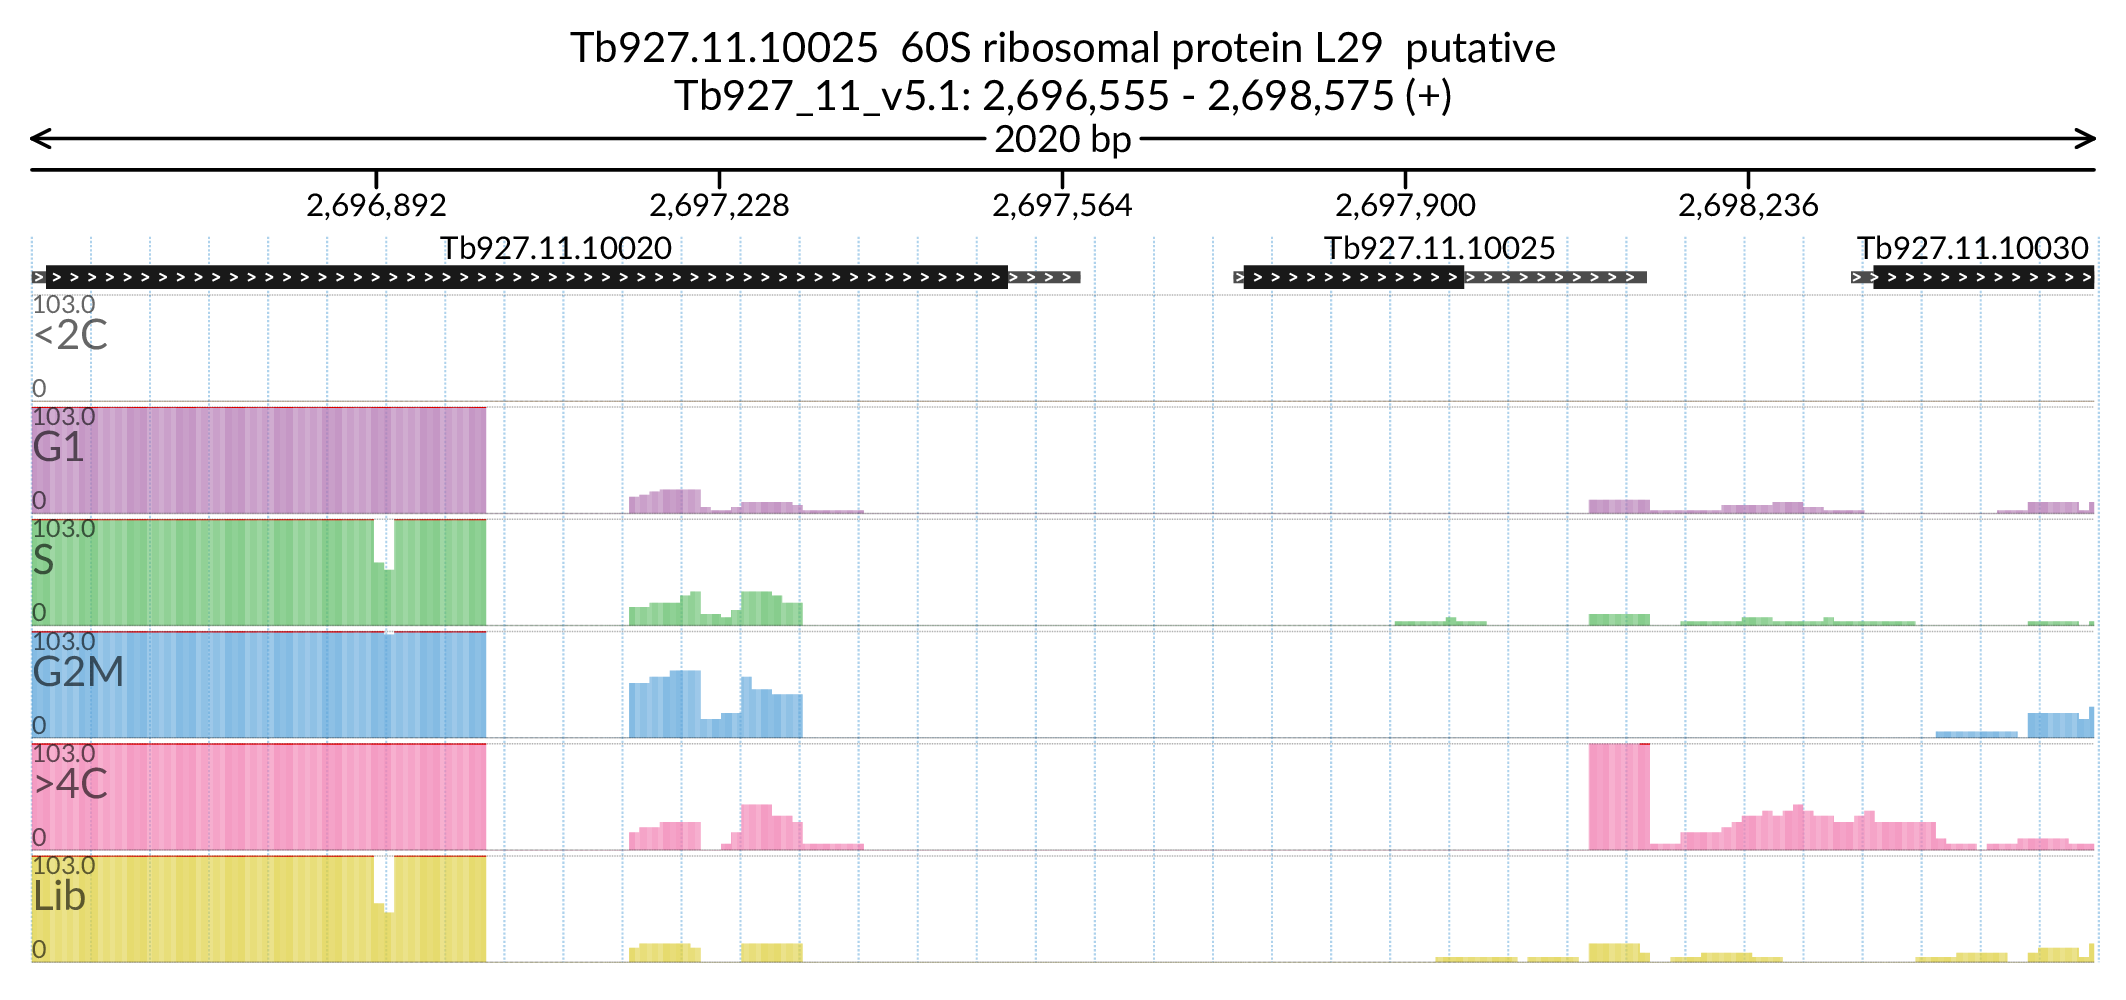 Tb927.11.10025  60S ribosomal protein L29  putative
Tb927_11_v5.1: 2,696,555 - 2,698,575 (+)
2020 bp
2,696,892 2,697,228 2,697,564 2,697,900 2,698,236
Tb927.11.10020 Tb927.11.10025 Tb927.11.10030
103.0
<2C
0
103.0
G1
0
103.0
S
0
103.0
G2M
0
103.0
>4C
0
103.0
Lib
0